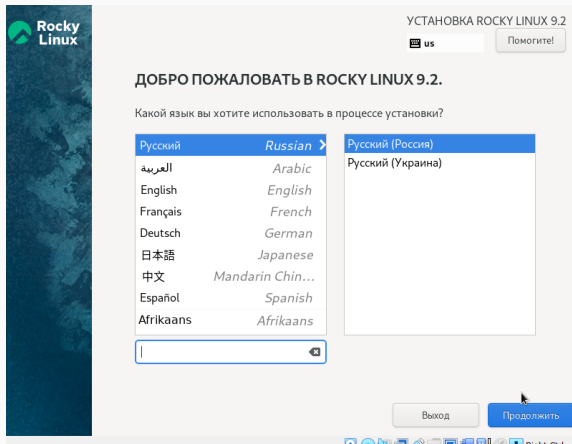 Rocky
Linux
УСТАНОВКА ROCKY LINUX 9.2
us
Помогите!
ДОБРО ПОЖАЛОВАТЬ В ROCKY LINUX 9.2.
Какой язык вы хотите использовать в процессе установки?
Русский Russian
العربية Arabic
English English
Français French
Deutsch German
日本語 Japanese
中文 Mandarin Chin...
Español Spanish
Afrikaans Afrikaans
Русский (Россия)
Русский (Украина)
Выход
Продолжить